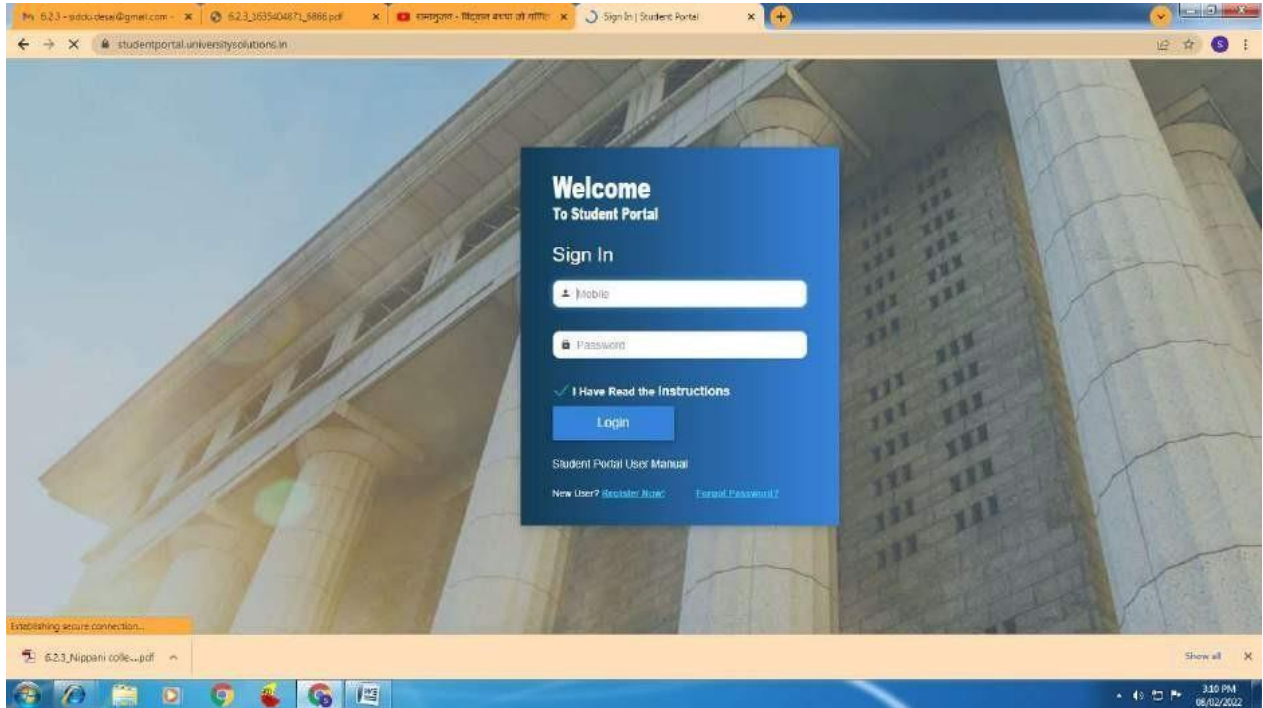 6.2.3 - siddu.desai@gmail.com -
6.2.3_1635404871_6866.pdf
Sign In | Student Portal
studentportal.universitysolutions.in
S
Welcome
To Student Portal
Sign In
Mobile
Password
I Have Read the Instructions
Login
Student Portal User Manual
New User? Register Now! Forgot Password?
Establishing secure connection...
6.2.3_Nippani colle....pdf
Show all
3:10 PM
08/02/2022